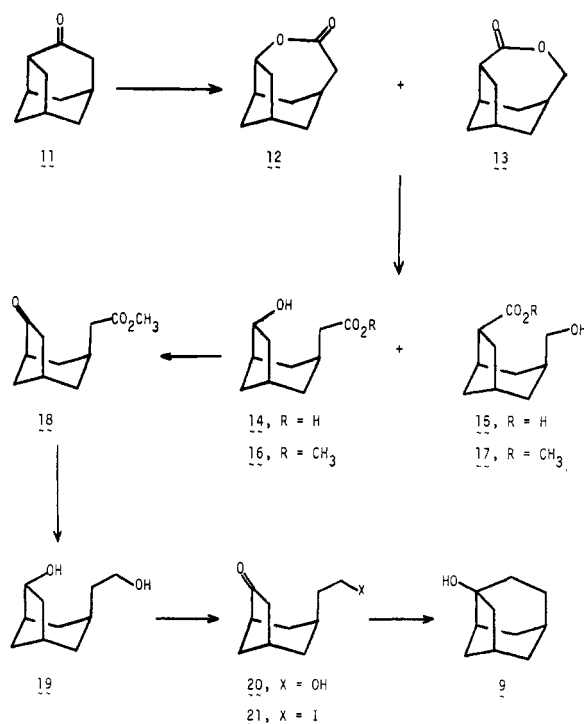 O
O
O
O
O
+
11
12
13
O
OH
CO2R
CO2CH3
CO2R
OH
+
18
14, R = H
15, R = H
16, R = CH3
17, R = CH3,
OH
OH
O
X
HO
19
20, X = OH
9
21, X = I